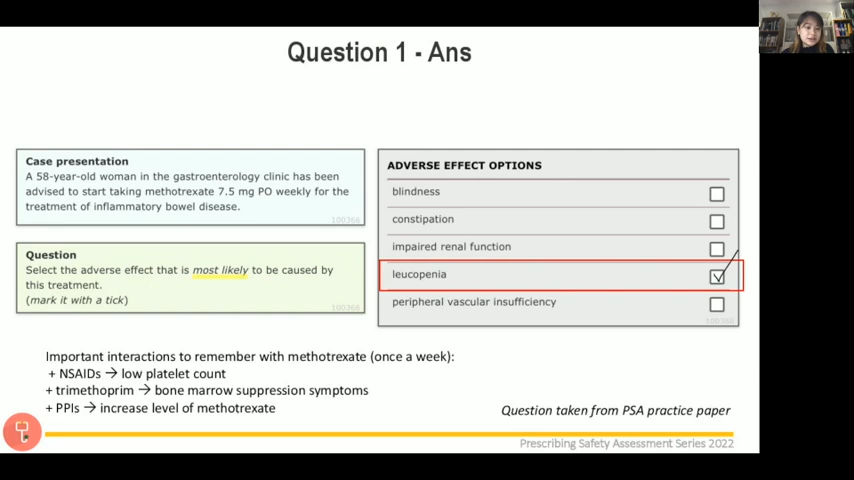 Question 1 - Ans
Case presentation
A 58-year-old woman in the gastroenterology clinic has been
advised to start taking methotrexate 7.5 mg PO weekly for the
treatment of inflammatory bowel disease.
100366
Question
Select the adverse effect that is most likely to be caused by
this treatment.
(mark it with a tick)
100366
ADVERSE EFFECT OPTIONS
blindness
constipation
impaired renal function
leucopenia
peripheral vascular insufficiency
100366
Important interactions to remember with methotrexate (once a week):
+ NSAIDs → low platelet count
+ trimethoprim → bone marrow suppression symptoms
+ PPIs → increase level of methotrexate
Question taken from PSA practice paper
Prescribing Safety Assessment Series 2022